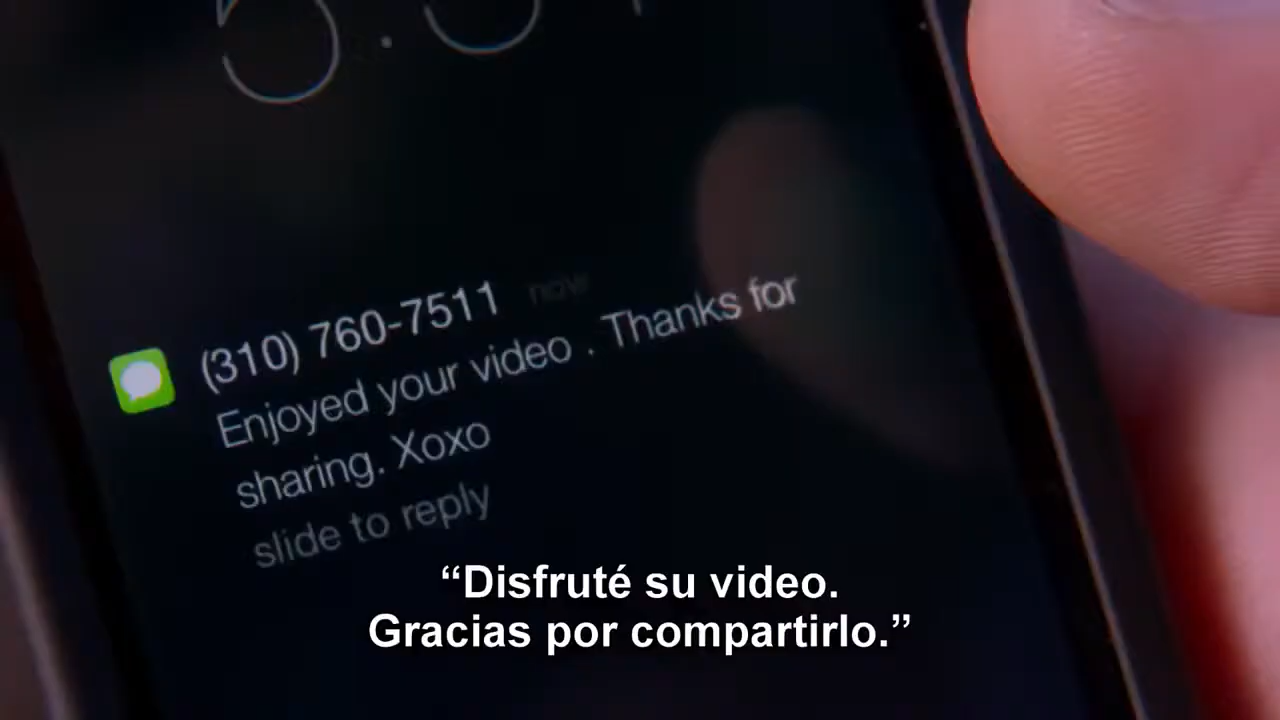 (310) 760-7511 now
Enjoyed your video . Thanks for
sharing. Xoxo
slide to reply
“Disfruté su video.
Gracias por compartirlo.”